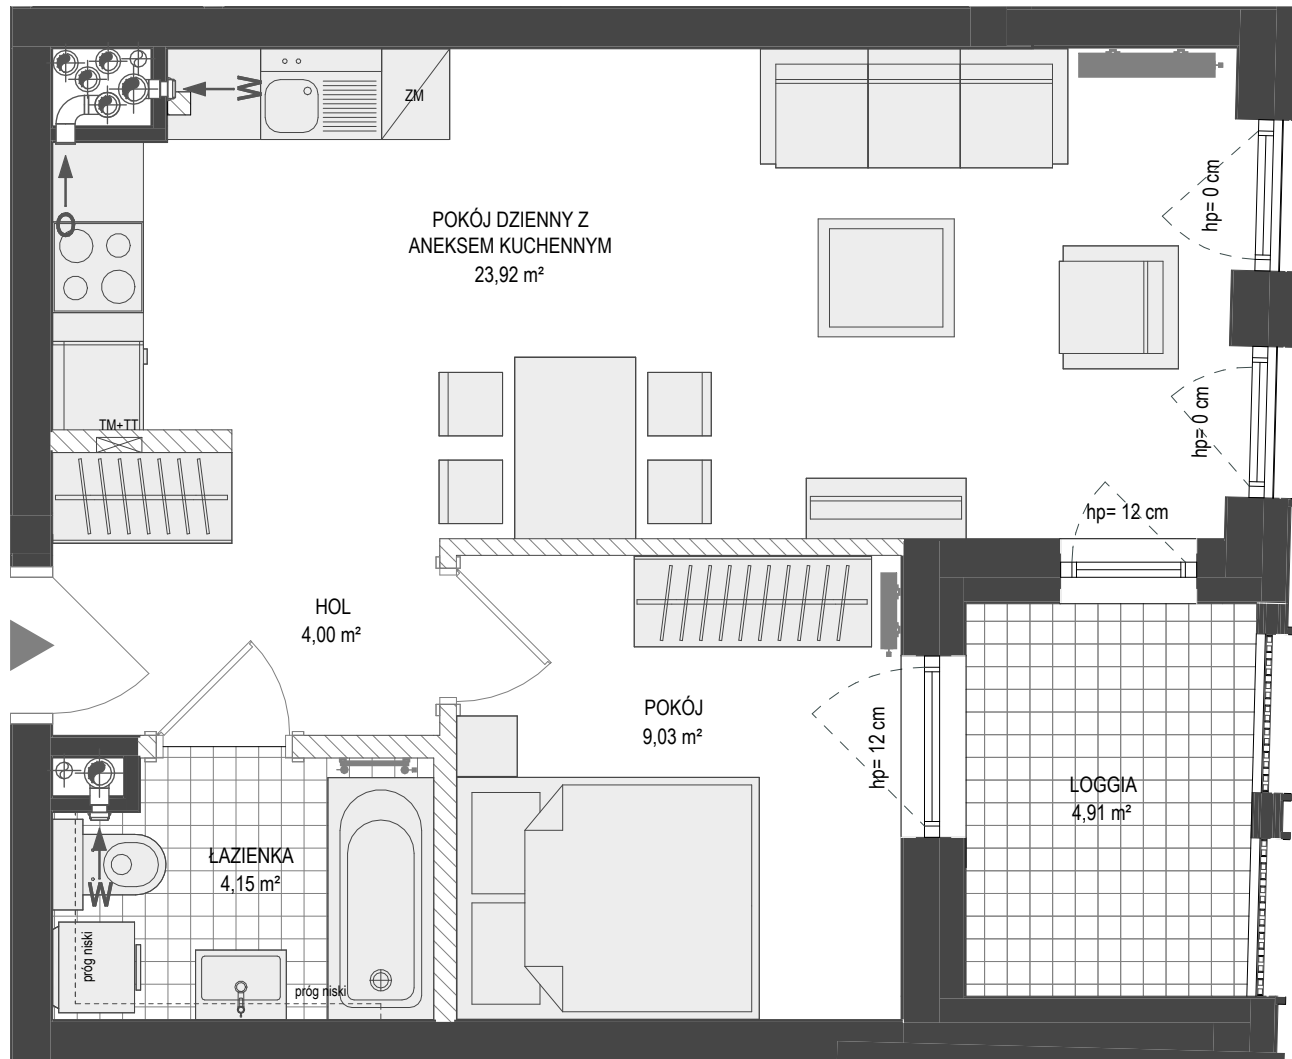 W
ZM
O
POKÓJ DZIENNY Z
ANEKSEM KUCHENNYM
23,92 m²
hp= 0 cm
hp= 0 cm
TM+TT
hp= 12 cm
HOL
4,00 m²
POKÓJ
9,03 m²
hp= 12 cm
LOGGIA
4,91 m²
ŁAZIENKA
4,15 m²
W
próg niski
próg niski